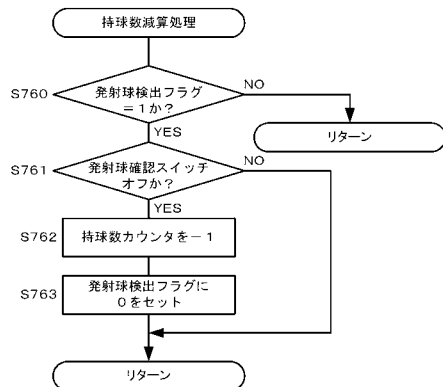 持球数減算処理
S760
発射球検出フラグ
＝1か？
NO
YES
リターン
S761
発射球確認スイッチ
オフか？
NO
YES
S762
持球数カウンタを－1
S763
発射球検出フラグに
0をセット
リターン